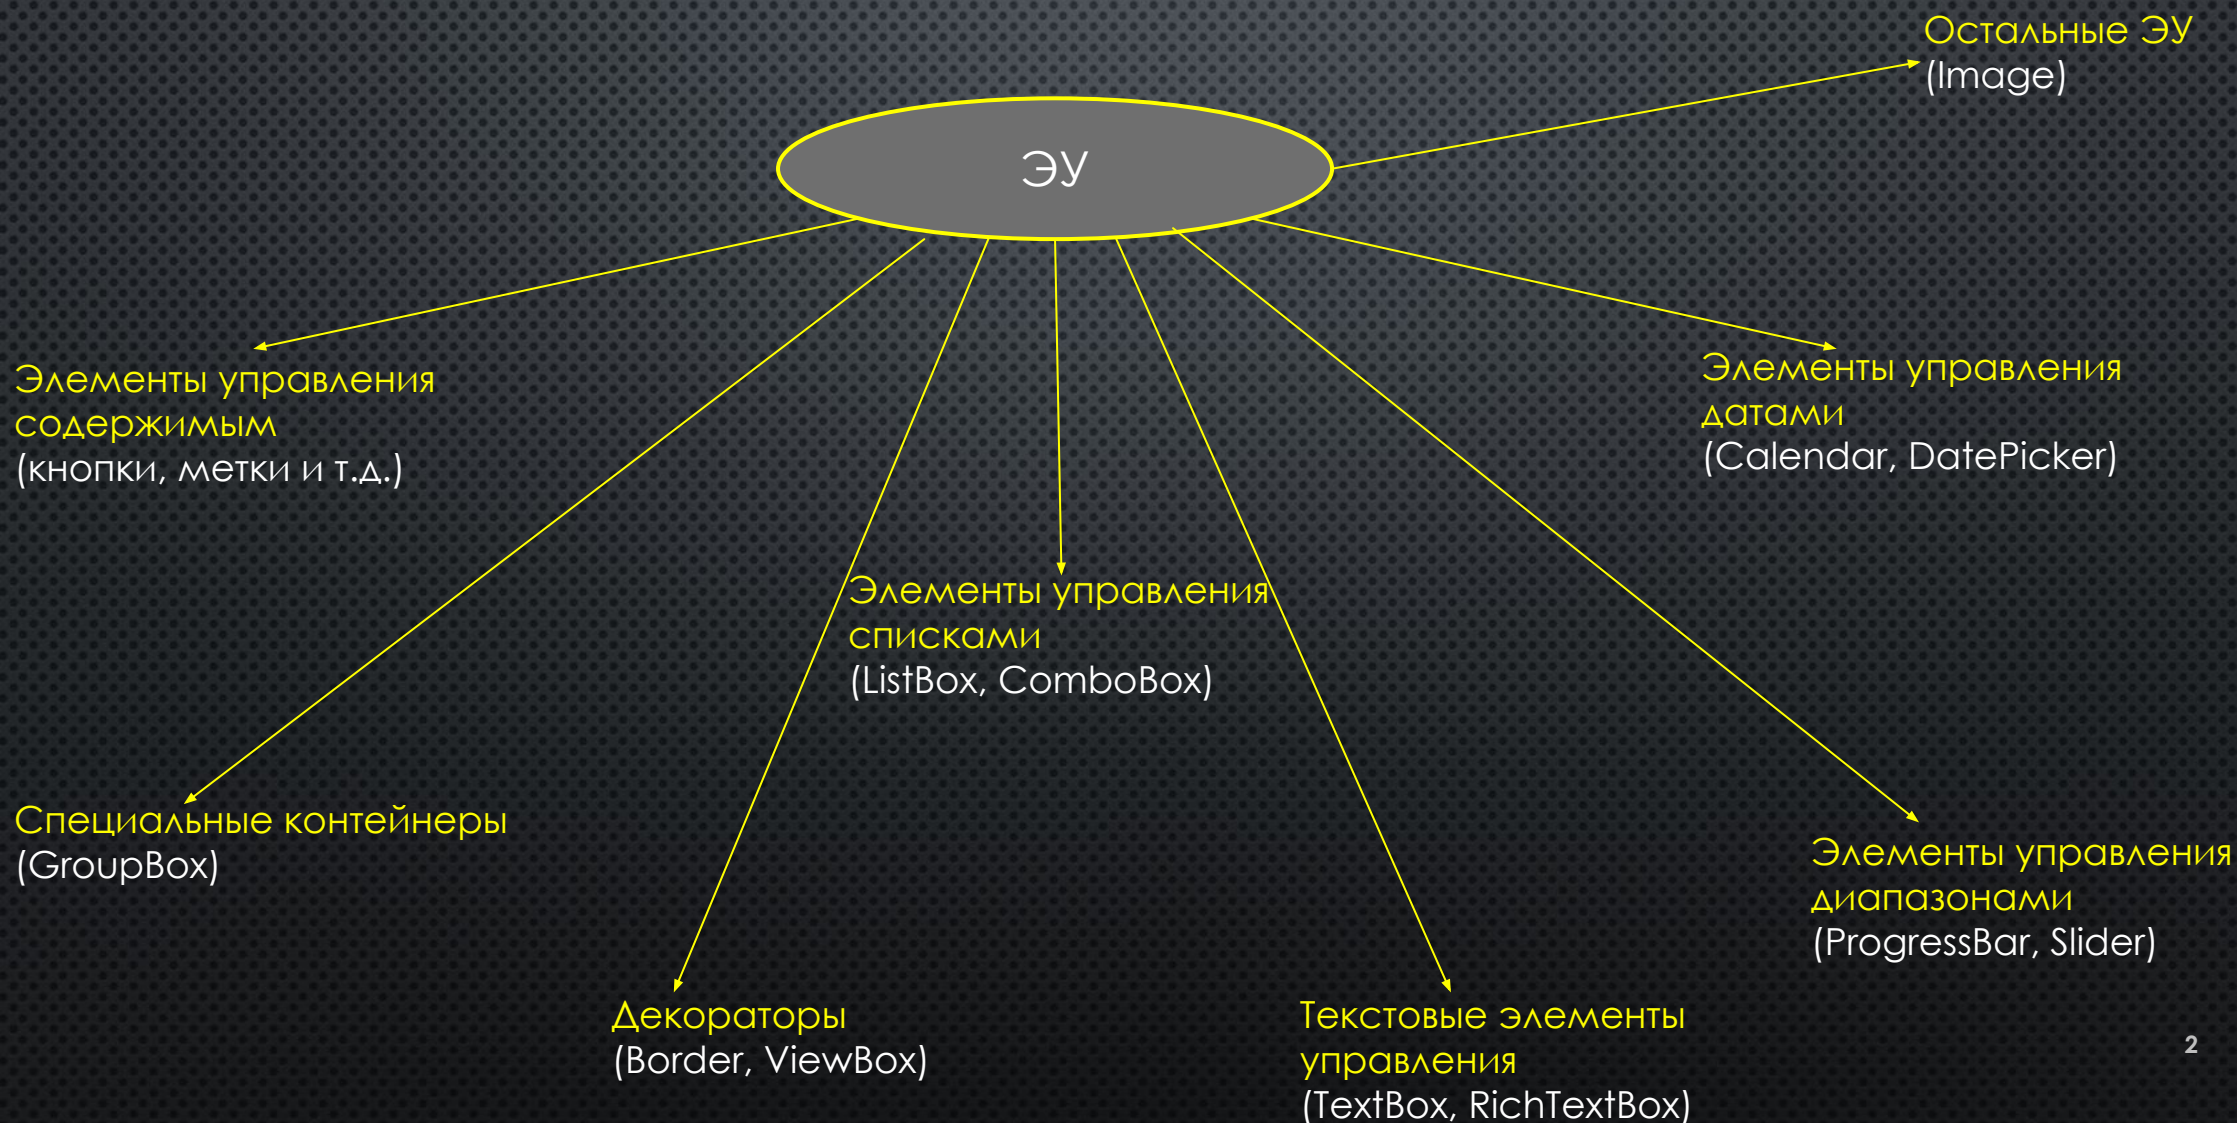 Остальные ЭУ
(Image)
ЭУ
Элементы управления
содержимым
(кнопки, метки и т.д.)
Элементы управления
датами
(Calendar, DatePicker)
Элементы управления
списками
(ListBox, ComboBox)
Специальные контейнеры
(GroupBox)
Элементы управления
диапазонами
(ProgressBar, Slider)
Декораторы
(Border, ViewBox)
Текстовые элементы
управления
(TextBox, RichTextBox)
2